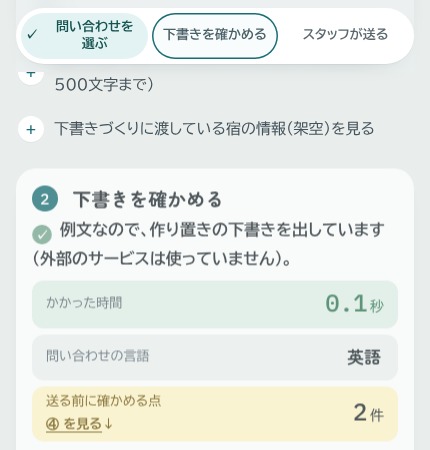 ✓ 問い合わせを
選ぶ
下書きを確かめる
スタッフが送る
+
500文字まで）
+ 下書きづくりに渡している宿の情報（架空）を見る
2 下書きを確かめる
✓ 例文なので、作り置きの下書きを出しています
（外部のサービスは使っていません）。
かかった時間 0.1秒
問い合わせの言語 英語
送る前に確かめる点
④ を見る↓ 2件